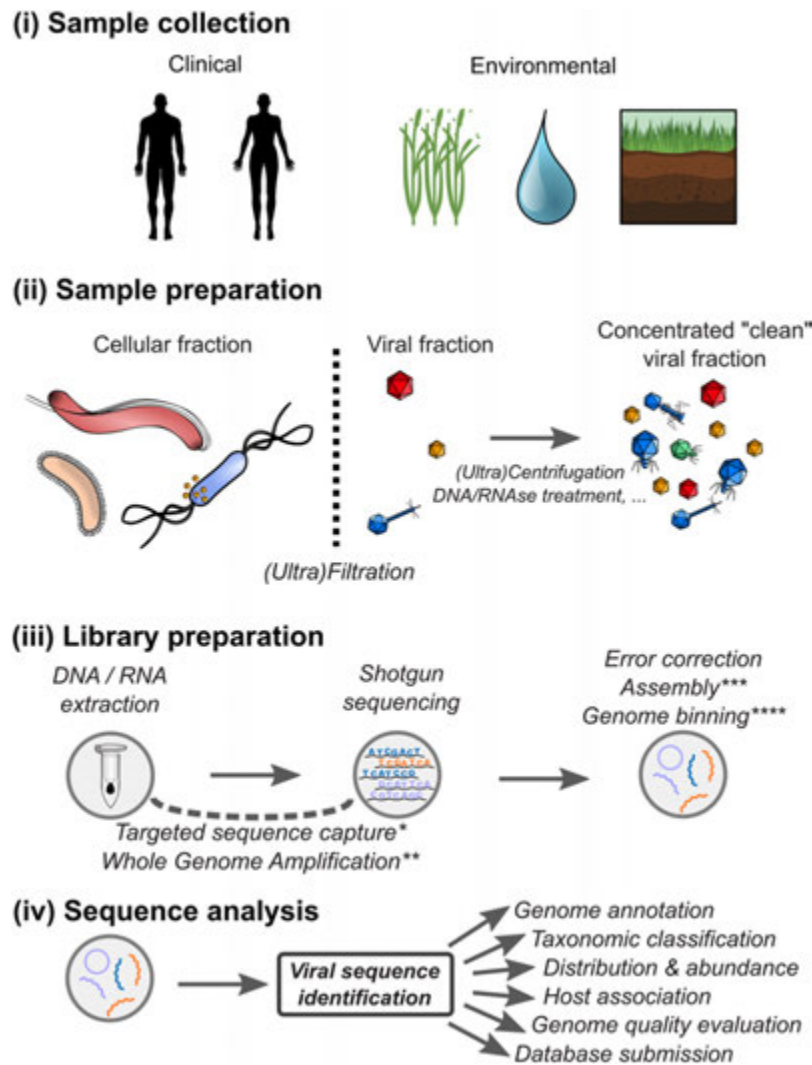 (i) Sample collection
Clinical
Environmental
(ii) Sample preparation
Cellular fraction
Viral fraction
Concentrated "clean"
viral fraction
(Ultra)Centrifugation
DNA/RNAse treatment, ...
(Ultra)Filtration
(iii) Library preparation
DNA / RNA
extraction
Shotgun
sequencing
Error correction
Assembly***
Genome binning****
Targeted sequence capture*
Whole Genome Amplification**
(iv) Sequence analysis
Viral sequence
identification
Genome annotation
Taxonomic classification
Distribution & abundance
Host association
Genome quality evaluation
Database submission